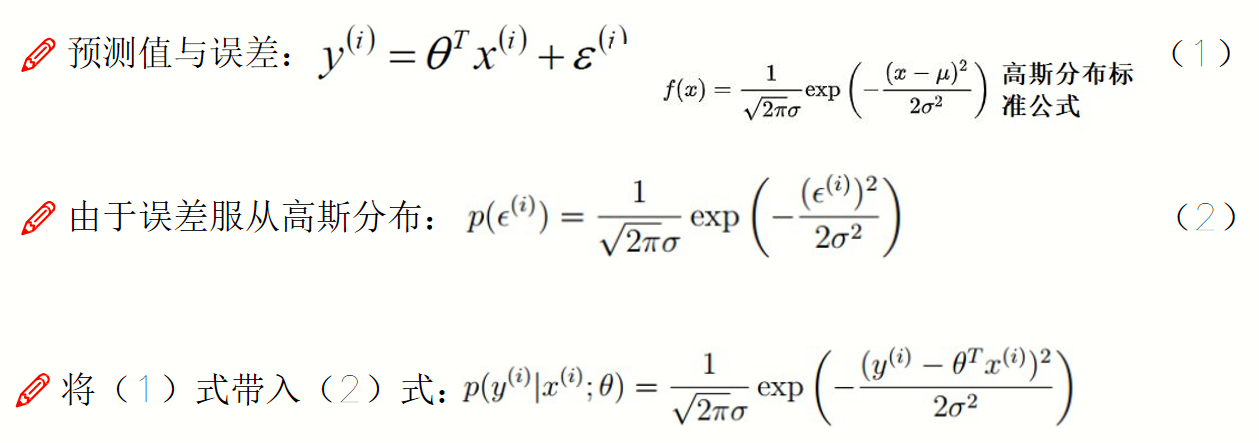 预测值与误差： $y^{(i)} = \theta^T x^{(i)} + \varepsilon^{(i)}$ （1）
$f(x) = \frac{1}{\sqrt{2\pi}\sigma} \exp\left(-\frac{(x-\mu)^2}{2\sigma^2}\right)$ 高斯分布标
准公式
由于误差服从高斯分布： $p(\epsilon^{(i)}) = \frac{1}{\sqrt{2\pi}\sigma} \exp\left(-\frac{(\epsilon^{(i)})^2}{2\sigma^2}\right)$ （2）
将（1）式带入（2）式： $p(y^{(i)}|x^{(i)};\theta) = \frac{1}{\sqrt{2\pi}\sigma} \exp\left(-\frac{(y^{(i)} - \theta^T x^{(i)})^2}{2\sigma^2}\right)$